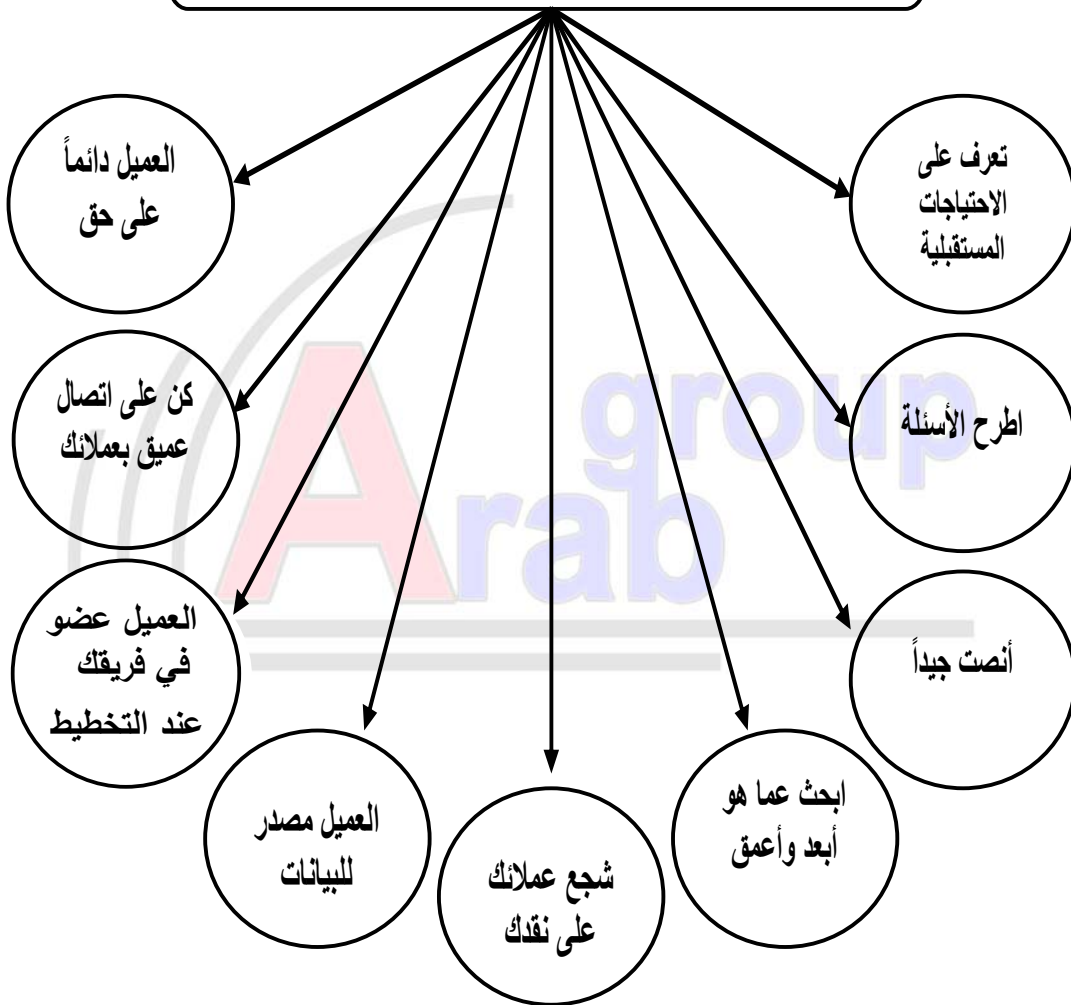 تعرف على
الاحتياجات
المستقبلية
اطرح الأسئلة
أنصت جيداً
ابحث عما هو
أبعد وأعمق
شجع عملائك
على نقدك
العميل مصدر
للبيانات
العميل عضو
في فريقك
عند التخطيط
كن على اتصال
عميق بعملائك
العميل دائماً
على حق
Arab
group